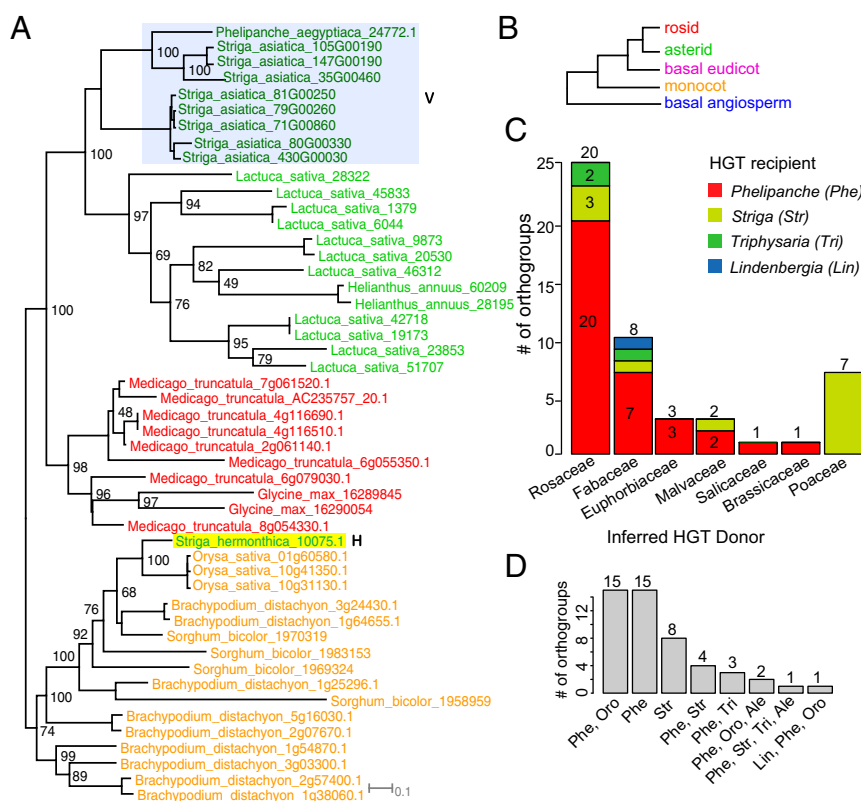 A
Phelipanche_aegyptiaca_24772.1
Striga_asiatica_105G00190
100
Striga_asiatica_147G00190
100
Striga_asiatica_35G00460
Striga_asiatica_81G00250
V
Striga_asiatica_79G00260
Striga_asiatica_71G00860
Striga_asiatica_80G00330
100
Striga_asiatica_430G00030
Lactuca_sativa_28322
Lactuca_sativa_45833
94
97
Lactuca_sativa_1379
Lactuca_sativa_6044
Lactuca_sativa_9873
69
Lactuca_sativa_20530
82
Lactuca_sativa_46312
49
Helianthus_annuus_60209
100
76
Helianthus_annuus_28195
Lactuca_sativa_42718
Lactuca_sativa_19173
95
Lactuca_sativa_23853
79
Lactuca_sativa_51707
Medicago_truncatula_7g061520.1
Medicago_truncatula_AC235757_20.1
48
Medicago_truncatula_4g116690.1
Medicago_truncatula_4g116510.1
Medicago_truncatula_2g061140.1
Medicago_truncatula_6g055350.1
98
Medicago_truncatula_6g079030.1
96
Glycine_max_16289845
97
Glycine_max_16290054
Medicago_truncatula_8g054330.1
Striga_hermonthica_10075.1 H
Orysa_sativa_01g60580.1
100
Orysa_sativa_10g41350.1
Orysa_sativa_10g31130.1
68
76
Brachypodium_distachyon_3g24430.1
Brachypodium_distachyon_1g64655.1
92
Sorghum_bicolor_1970319
Sorghum_bicolor_1983153
100
Sorghum_bicolor_1969324
Brachypodium_distachyon_1g25296.1
100
Sorghum_bicolor_1958959
Brachypodium_distachyon_5g16030.1
74
Brachypodium_distachyon_2g07670.1
Brachypodium_distachyon_1g54870.1
99
Brachypodium_distachyon_3g03300.1
89
Brachypodium_distachyon_2g57400.1
Brachypodium_distachyon_1g38060.1
0.1
B
rosid
asterid
basal eudicot
monocot
basal angiosperm
C
# of orthogroups
25
20
15
10
5
0
20
2
3
20
8
7
3
3
2
2
1
1
7
HGT recipient
Phelipanche (Phe)
Striga (Str)
Triphysaria (Tri)
Lindenbergia (Lin)
Rosaceae
Fabaceae
Euphorbiaceae
Malvaceae
Salicaceae
Brassicaceae
Poaceae
Inferred HGT Donor
D
# of orthogroups
12
8
4
0
15
15
8
4
3
2
1
1
Phe, Oro
Phe
Str
Phe, Str
Phe, Tri
Phe, Oro, Ale
Phe, Str, Tri, Ale
Lin, Phe, Oro